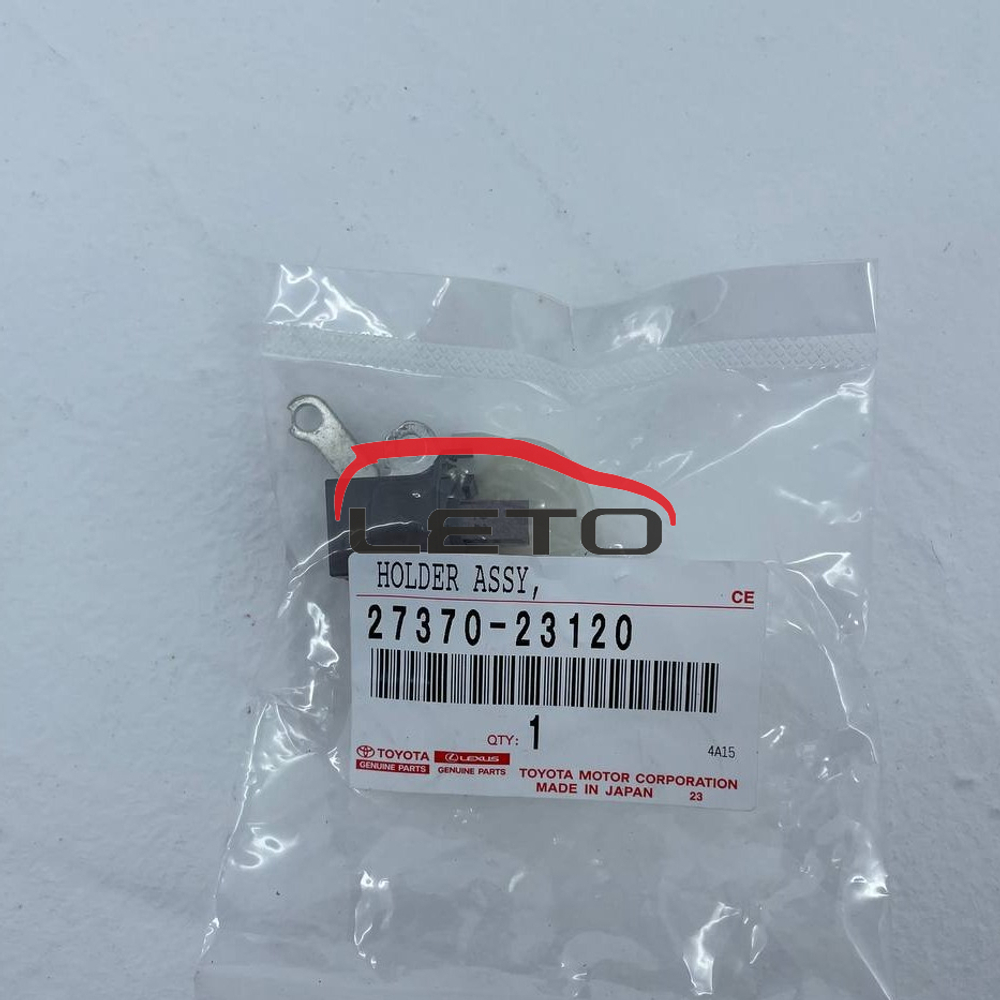 LETO
HOLDER ASSY,
CE
27370-23120
QTY: 1
4A15
TOYOTA LEXUS
GENUINE PARTS GENUINE PARTS
TOYOTA MOTOR CORPORATION
MADE IN JAPAN 23